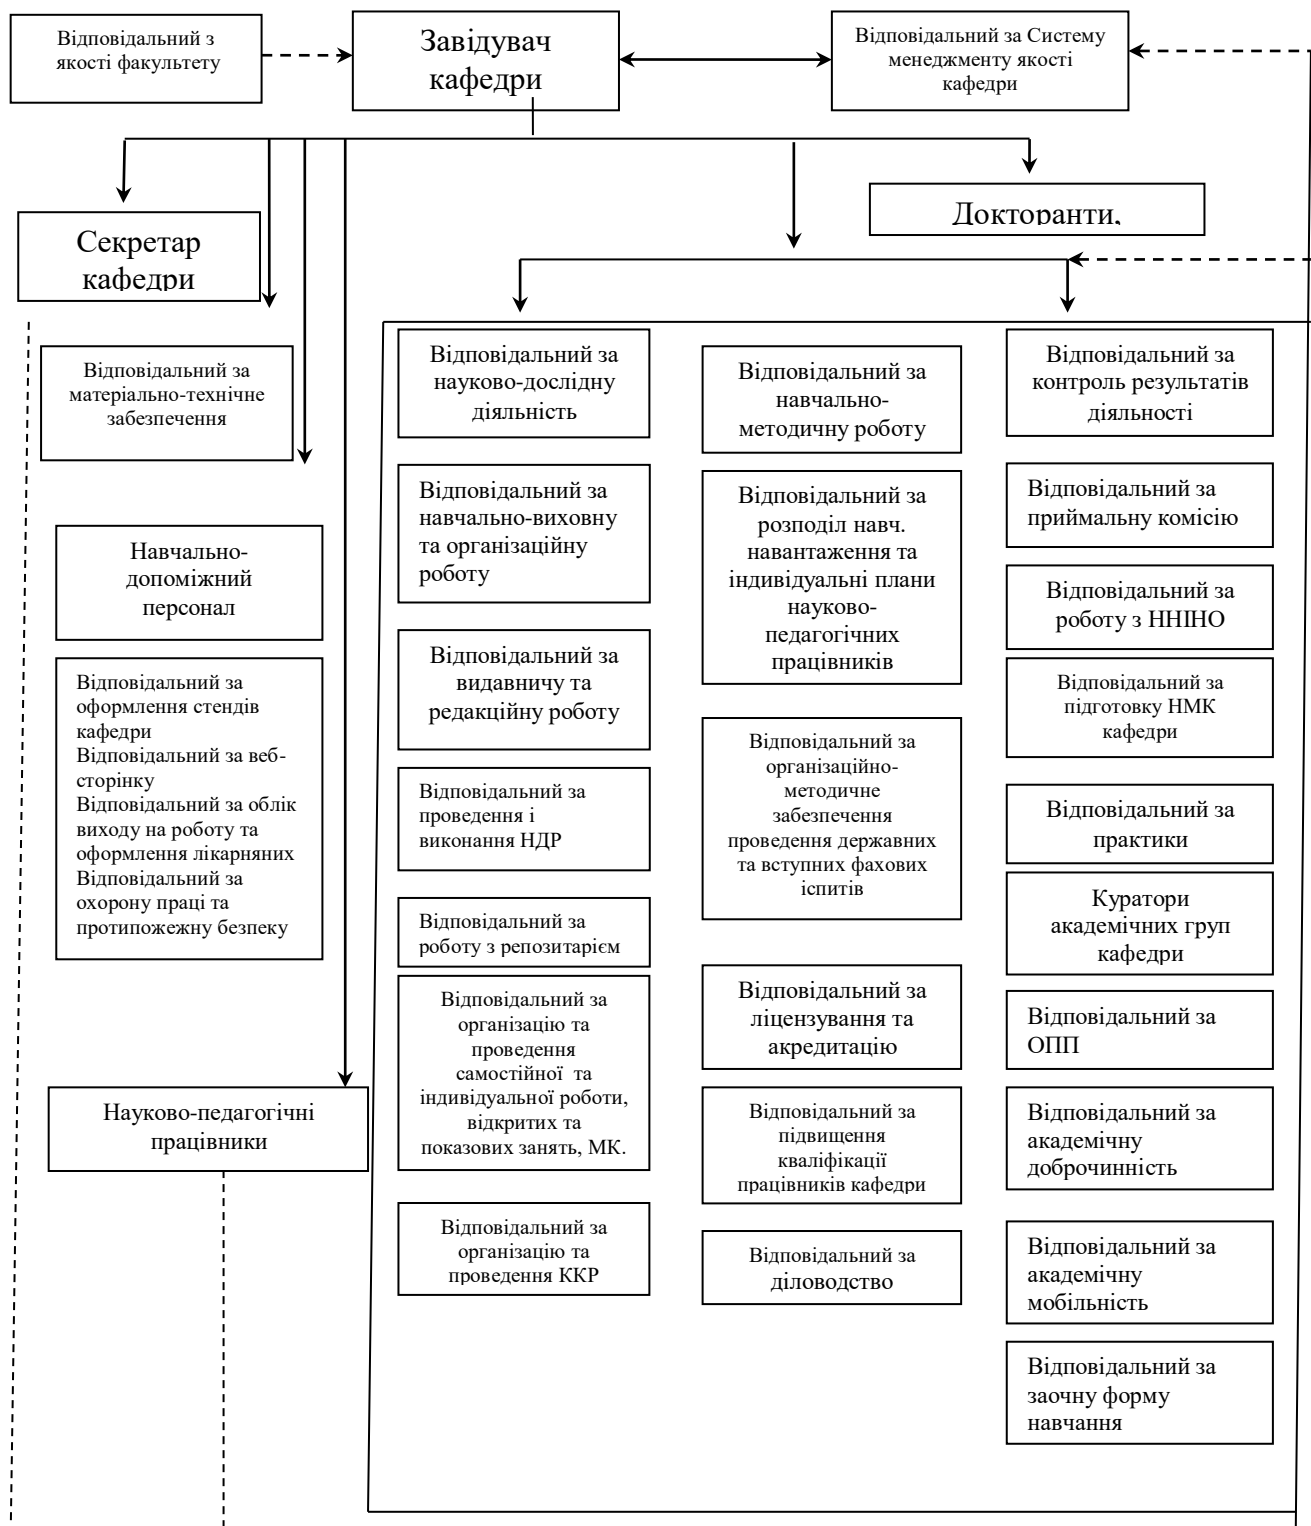 Відповідальний з
якості факультету
Завідувач
кафедри
Відповідальний за Систему
менеджменту якості
кафедри
Секретар
кафедри
Докторанти,
Відповідальний за
матеріально-технічне
забезпечення
Навчально-
допоміжний
персонал
Відповідальний за
оформлення стендів
кафедри
Відповідальний за веб-
сторінку
Відповідальний за облік
виходу на роботу та
оформлення лікарняних
Відповідальний за
охорону праці та
протипожежну безпеку
Науково-педагогічні
працівники
Відповідальний за
науково-дослідну
діяльність
Відповідальний за
навчально-виховну
та організаційну
роботу
Відповідальний за
видавничу та
редакційну роботу
Відповідальний за
проведення і
виконання НДР
Відповідальний за
роботу з репозитарієм
Відповідальний за
організацію та
проведення
самостійної та
індивідуальної роботи,
відкритих та
показових занять, МК.
Відповідальний за
організацію та
проведення ККР
Відповідальний за
навчально-
методичну роботу
Відповідальний за
розподіл навч.
навантаження та
індивідуальні плани
науково-
педагогічних
працівників
Відповідальний за
організаційно-
методичне
забезпечення
проведення державних
та вступних фахових
іспитів
Відповідальний за
ліцензування та
акредитацію
Відповідальний за
підвищення
кваліфікації
працівників кафедри
Відповідальний за
діловодство
Відповідальний за
контроль результатів
діяльності
Відповідальний за
приймальну комісію
Відповідальний за
роботу з ННІНО
Відповідальний за
підготовку НМК
кафедри
Відповідальний за
практики
Куратори
академічних груп
кафедри
Відповідальний за
ОПП
Відповідальний за
академічну
доброчинність
Відповідальний за
академічну
мобільність
Відповідальний за
заочну форму
навчання